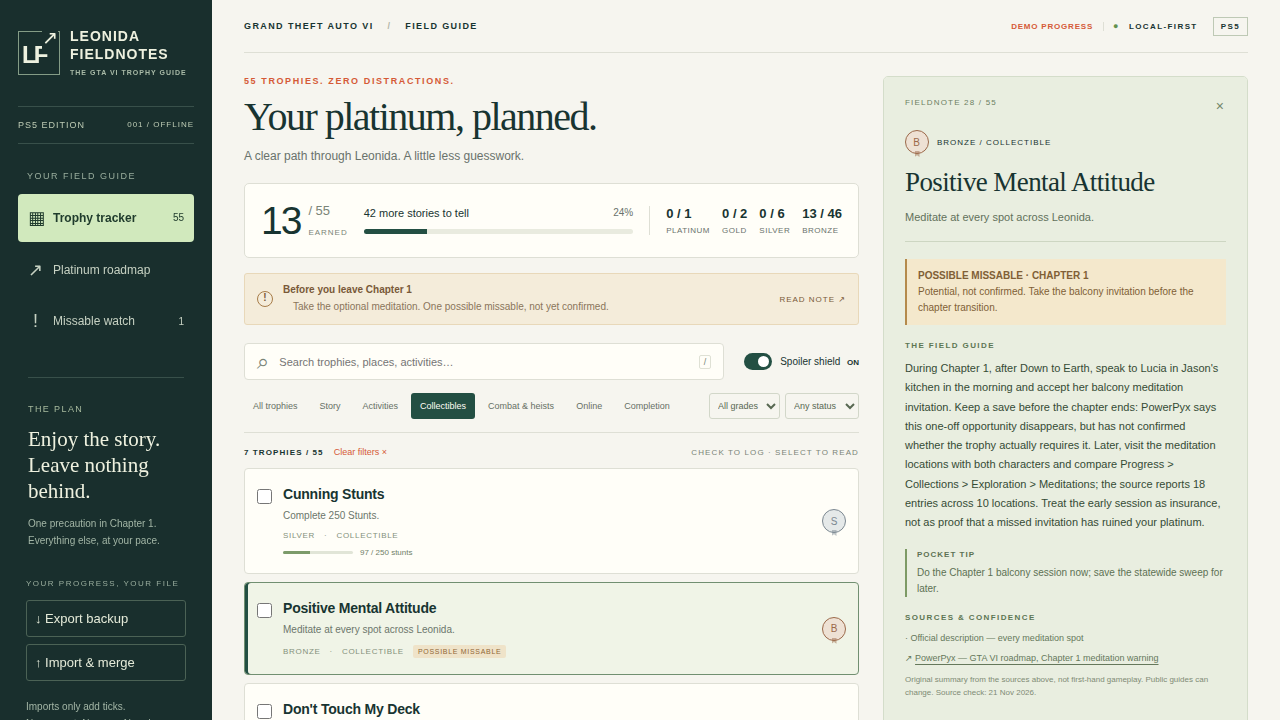 LF
LEONIDA
FIELDNOTES
THE GTA VI TROPHY GUIDE
PS5 EDITION
001 / OFFLINE
YOUR FIELD GUIDE
Trophy tracker
55
Platinum roadmap
Missable watch
1
THE PLAN
Enjoy the story.
Leave nothing
behind.
One precaution in Chapter 1.
Everything else, at your pace.
YOUR PROGRESS, YOUR FILE
↓ Export backup
↑ Import & merge
Imports only add ticks.
GRAND THEFT AUTO VI / FIELD GUIDE
DEMO PROGRESS
LOCAL-FIRST
PS5
55 TROPHIES. ZERO DISTRACTIONS.
Your platinum, planned.
A clear path through Leonida. A little less guesswork.
13 / 55
EARNED
42 more stories to tell
24%
0 / 1
PLATINUM
0 / 2
GOLD
0 / 6
SILVER
13 / 46
BRONZE
Before you leave Chapter 1
Take the optional meditation. One possible missable, not yet confirmed.
READ NOTE ↗
Search trophies, places, activities…
/
Spoiler shield ON
All trophies
Story
Activities
Collectibles
Combat & heists
Online
Completion
All grades
Any status
7 TROPHIES / 55
Clear filters ×
CHECK TO LOG · SELECT TO READ
Cunning Stunts
Complete 250 Stunts.
SILVER · COLLECTIBLE
97 / 250 stunts
S
R
Positive Mental Attitude
Meditate at every spot across Leonida.
BRONZE · COLLECTIBLE
POSSIBLE MISSABLE
B
R
Don't Touch My Deck
FIELDNOTE 28 / 55
×
B
R
BRONZE / COLLECTIBLE
Positive Mental Attitude
Meditate at every spot across Leonida.
POSSIBLE MISSABLE · CHAPTER 1
Potential, not confirmed. Take the balcony invitation before the
chapter transition.
THE FIELD GUIDE
During Chapter 1, after Down to Earth, speak to Lucia in Jason's
kitchen in the morning and accept her balcony meditation
invitation. Keep a save before the chapter ends: PowerPyx says
this one-off opportunity disappears, but has not confirmed
whether the trophy actually requires it. Later, visit the meditation
locations with both characters and compare Progress >
Collections > Exploration > Meditations; the source reports 18
entries across 10 locations. Treat the early session as insurance,
not as proof that a missed invitation has ruined your platinum.
POCKET TIP
Do the Chapter 1 balcony session now; save the statewide sweep for
later.
SOURCES & CONFIDENCE
· Official description — every meditation spot
↗ PowerPyx — GTA VI roadmap, Chapter 1 meditation warning
Original summary from the sources above, not first-hand gameplay. Public guides can
change. Source check: 21 Nov 2026.